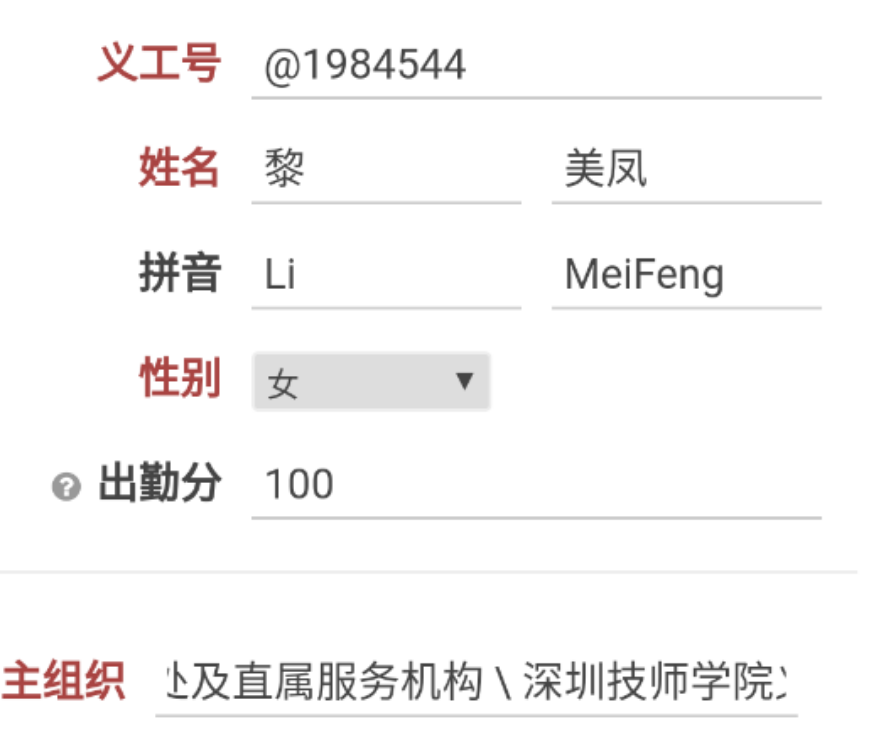 义工号 @1984544
姓名 黎 美凤
拼音 Li MeiFeng
性别 女 ▼
? 出勤分 100
主组织 处及直属服务机构 \ 深圳技师学院